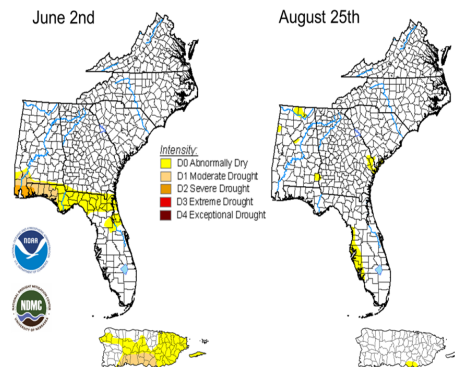 June 2nd
August 25th
Intensity:
D0 Abnormally Dry
D1 Moderate Drought
D2 Severe Drought
D3 Extreme Drought
D4 Exceptional Drought
NOAA
NDMC